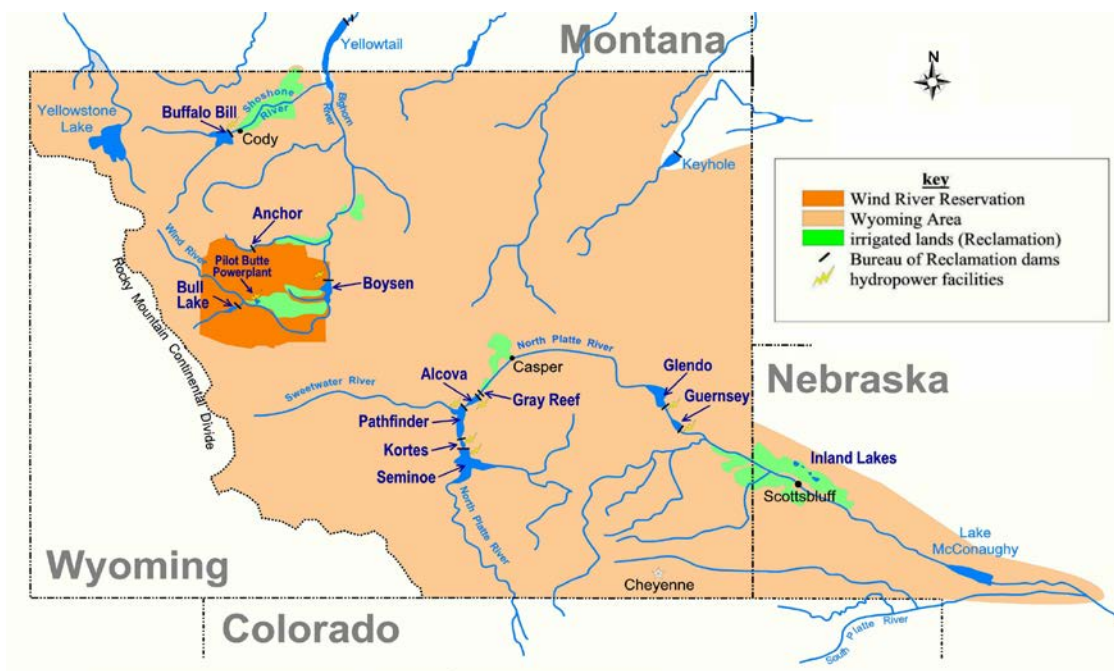 Montana
Yellowtail
N
Yellowstone
Lake
Buffalo Bill
Shoshone
River
Cody
Bighorn
River
Keyhole
key
Wind River Reservation
Wyoming Area
irrigated lands (Reclamation)
Bureau of Reclamation dams
hydropower facilities
Anchor
Wind River
Pilot Butte
Powerplant
Bull
Lake
Boysen
Rocky Mountain Continental Divide
North Platte River
Casper
Nebraska
Alcova
Gray Reef
Glendo
Guernsey
Sweetwater River
Pathfinder
Kortes
Seminoe
Inland Lakes
Scottsbluff
North Platte
River
Lake
McConaughy
Wyoming
Cheyenne
Colorado
South Platte River